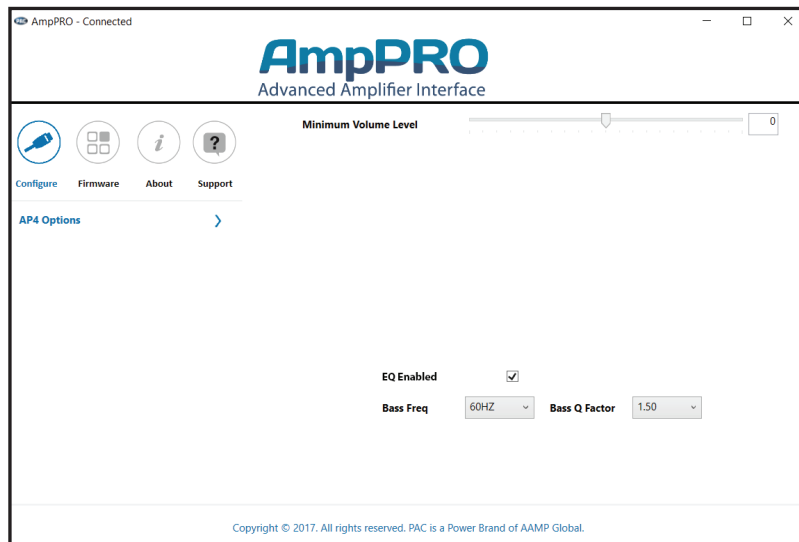 PAC AmpPRO - Connected
AmpPRO
Advanced Amplifier Interface
Minimum Volume Level 0
i ?
Configure Firmware About Support
AP4 Options
EQ Enabled
Bass Freq 60HZ Bass Q Factor 1.50
Copyright © 2017. All rights reserved. PAC is a Power Brand of AAMP Global.